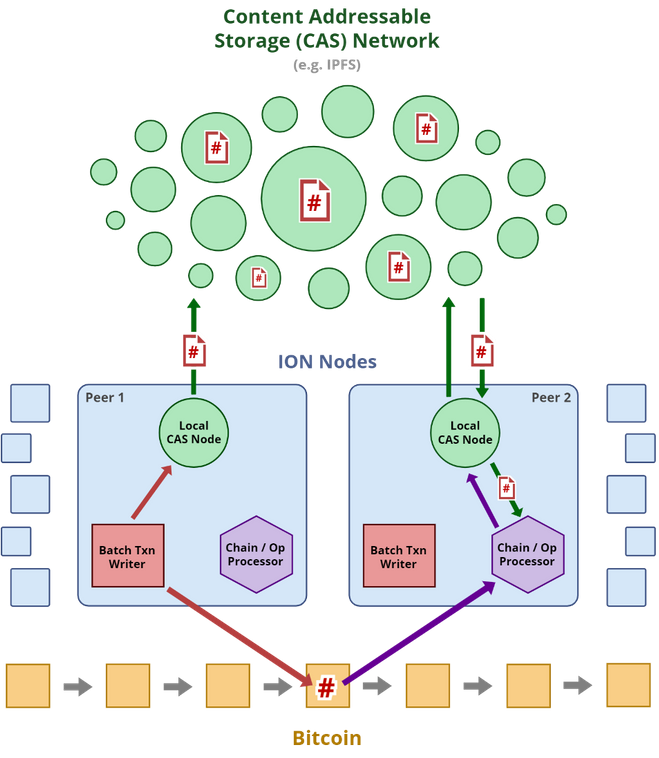 Content Addressable
Storage (CAS) Network
(e.g. IPFS)
#
#
#
#
#
#
#
ION Nodes
Peer 1
Peer 2
Local
CAS Node
Local
CAS Node
#
Batch Txn
Writer
Chain / Op
Processor
Batch Txn
Writer
Chain / Op
Processor
#
Bitcoin